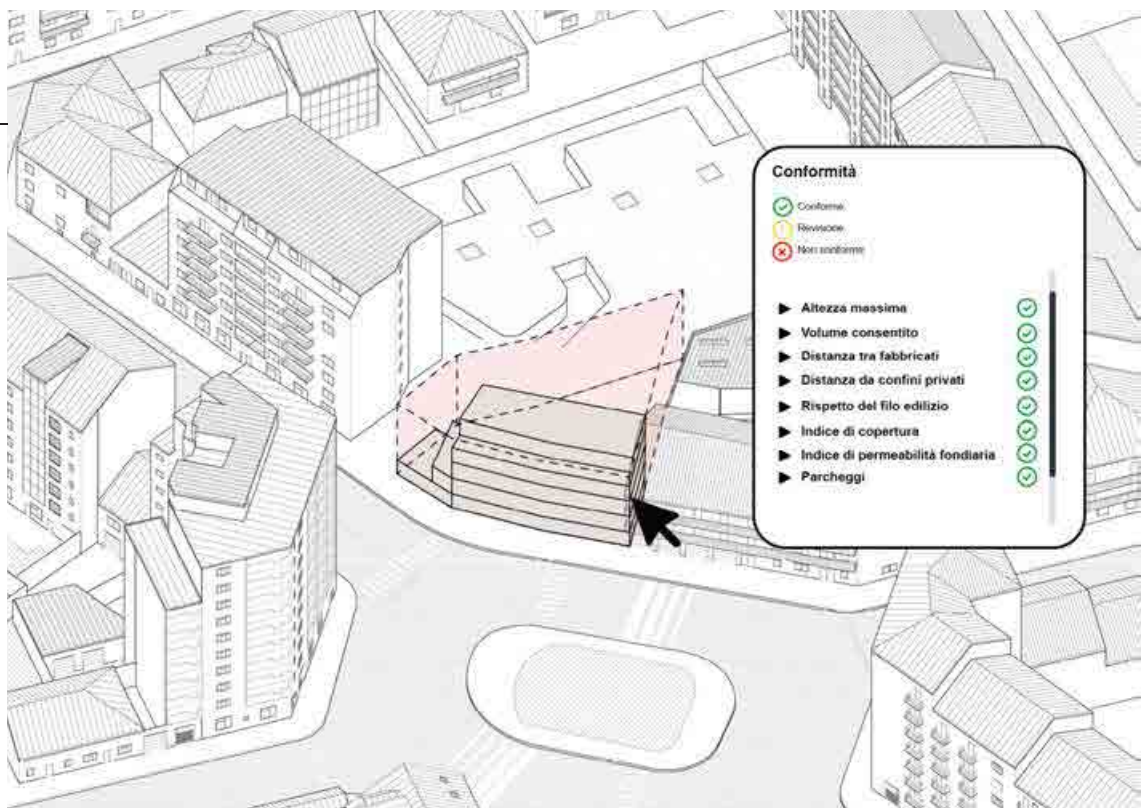 Conformità
Conforme
Revisione
Non conforme
Altezza massima
Volume consentito
Distanza tra fabbricati
Distanza da confini privati
Rispetto del filo edilizio
Indice di copertura
Indice di permeabilità fondiaria
Parcheggi